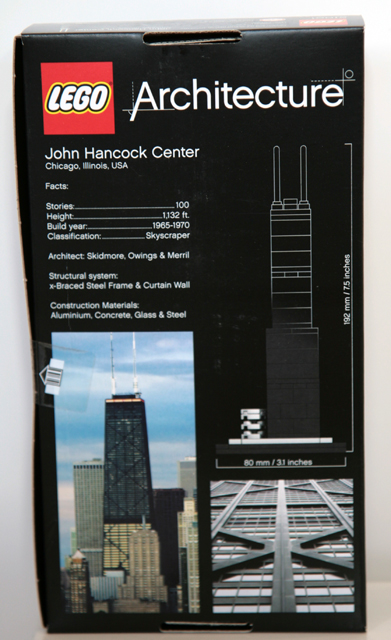 LEGO Architecture
John Hancock Center
Chicago, Illinois, USA
Facts:
Stories: 100
Height: 1,132 ft.
Build year: 1965-1970
Classification: Skyscraper
Architect: Skidmore, Owings & Merril
Structural system:
x-Braced Steel Frame & Curtain Wall
Construction Materials:
Aluminium, Concrete, Glass & Steel
192 mm / 7.5 inches
80 mm / 3.1 inches